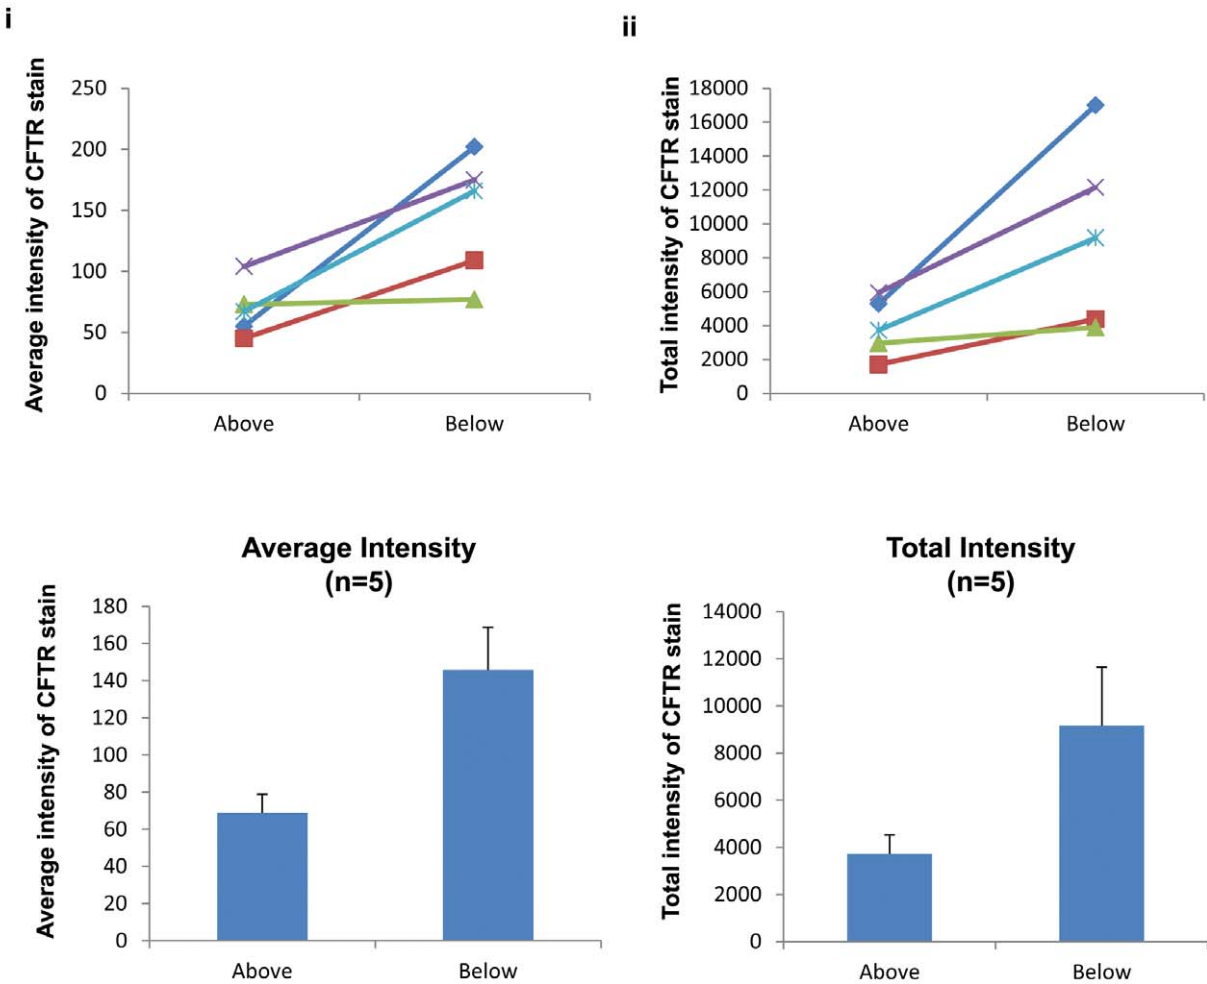 i
Average intensity of CFTR stain
250
200
150
100
50
0
Above
Below
ii
Total intensity of CFTR stain
18000
16000
14000
12000
10000
8000
6000
4000
2000
0
Above
Below
Average Intensity
(n=5)
Average intensity of CFTR stain
180
160
140
120
100
80
60
40
20
0
Above
Below
Total Intensity
(n=5)
Total intensity of CFTR stain
14000
12000
10000
8000
6000
4000
2000
0
Above
Below